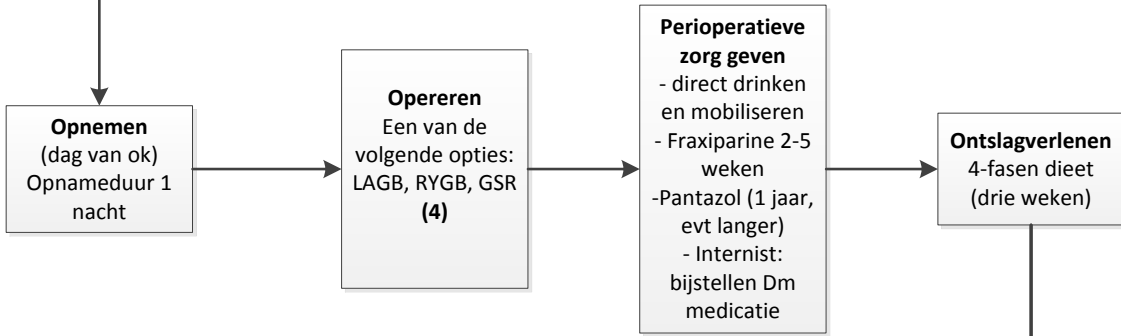 Opnemen
(dag van ok)
Opnameduur 1
nacht
Opereren
Een van de
volgende opties:
LAGB, RYGB, GSR
(4)
Perioperatieve
zorg geven
- direct drinken
en mobiliseren
- Fraxiparine 2-5
weken
-Pantazol (1 jaar,
evt langer)
- Internist:
bijstellen Dm
medicatie
Ontslagverlenen
4-fasen dieet
(drie weken)